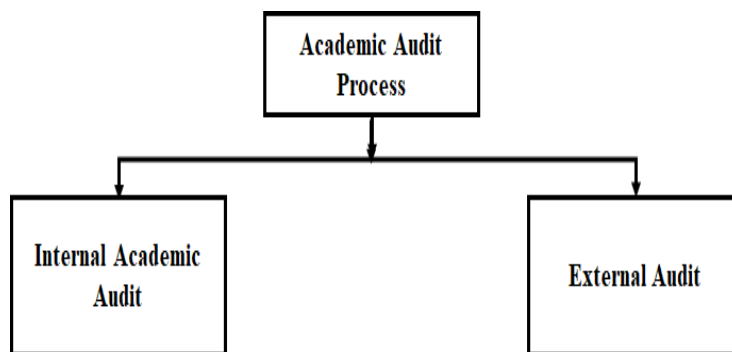 Academic Audit
Process
Internal Academic
Audit
External Audit